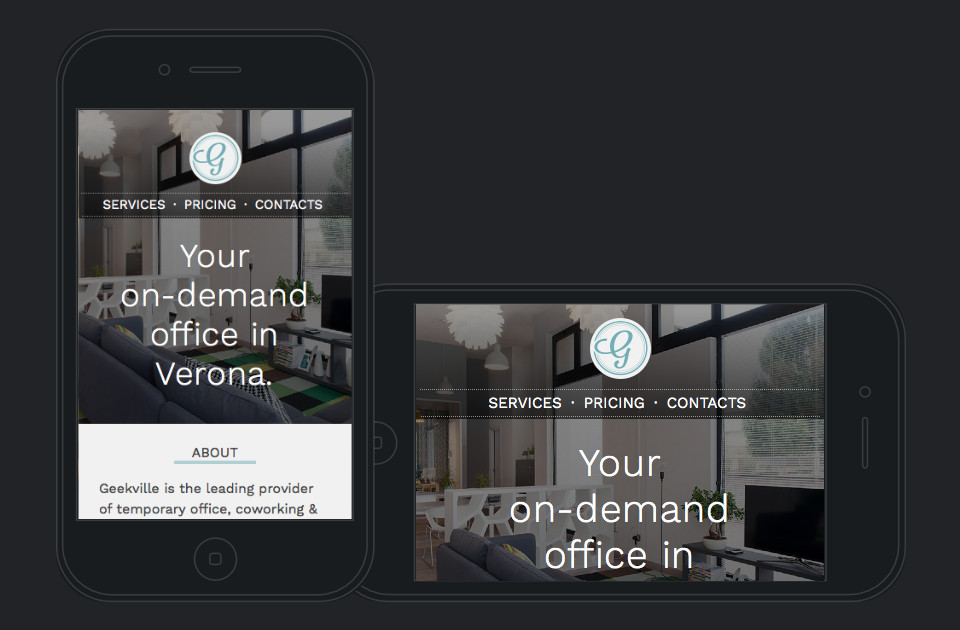 G
SERVICES · PRICING · CONTACTS
Your
on-demand
office in
Verona.
ABOUT
Geekville is the leading provider
of temporary office, coworking &
G
SERVICES · PRICING · CONTACTS
Your
on-demand
office in